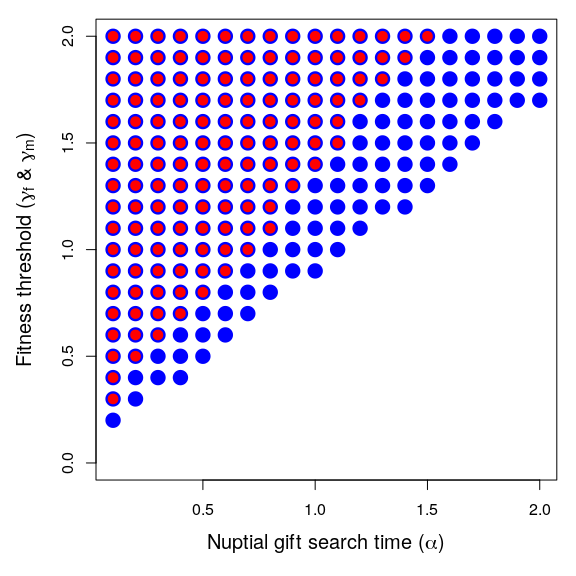 Fitness threshold (γf & γm)
2.0
1.5
1.0
0.5
0.0
0.5 1.0 1.5 2.0
Nuptial gift search time (α)